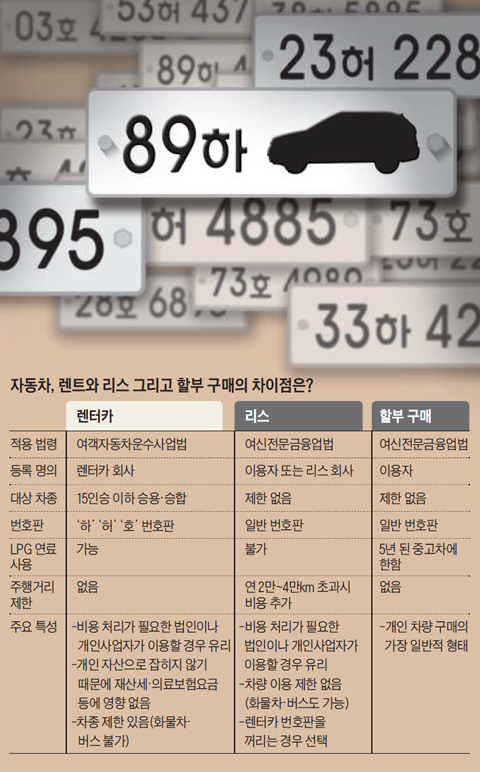 03호
53허 437
89하 4
23허 228
23호
89하
895
허 4885
73호
28호 68
73호 4989
33하 42
자동차, 렌트와 리스 그리고 할부 구매의 차이점은?
렌터카 리스 할부 구매
적용 법령 여객자동차운수사업법 여신전문금융업법 여신전문금융업법
등록 명의 렌터카 회사 이용자 또는 리스 회사 이용자
대상 차종 15인승 이하 승용·승합 제한 없음 제한 없음
번호판 '하' '허' '호' 번호판 일반 번호판 일반 번호판
LPG 연료 가능 불가 5년 된 중고차에
사용 한함
주행거리 없음 연 2만~4만km 초과시 없음
제한 비용 추가
주요 특성 -비용 처리가 필요한 법인이나 -비용 처리가 필요한 -개인 차량 구매의
개인사업자가 이용할 경우 유리 법인이나 개인사업자가 가장 일반적 형태
-개인 자산으로 잡히지 않기 이용할 경우 유리
때문에 재산세·의료보험요금 -차량 이용 제한 없음
등에 영향 없음 (화물차·버스도 가능)
-차종 제한 있음(화물차· -렌터카 번호판을
버스 불가) 꺼리는 경우 선택